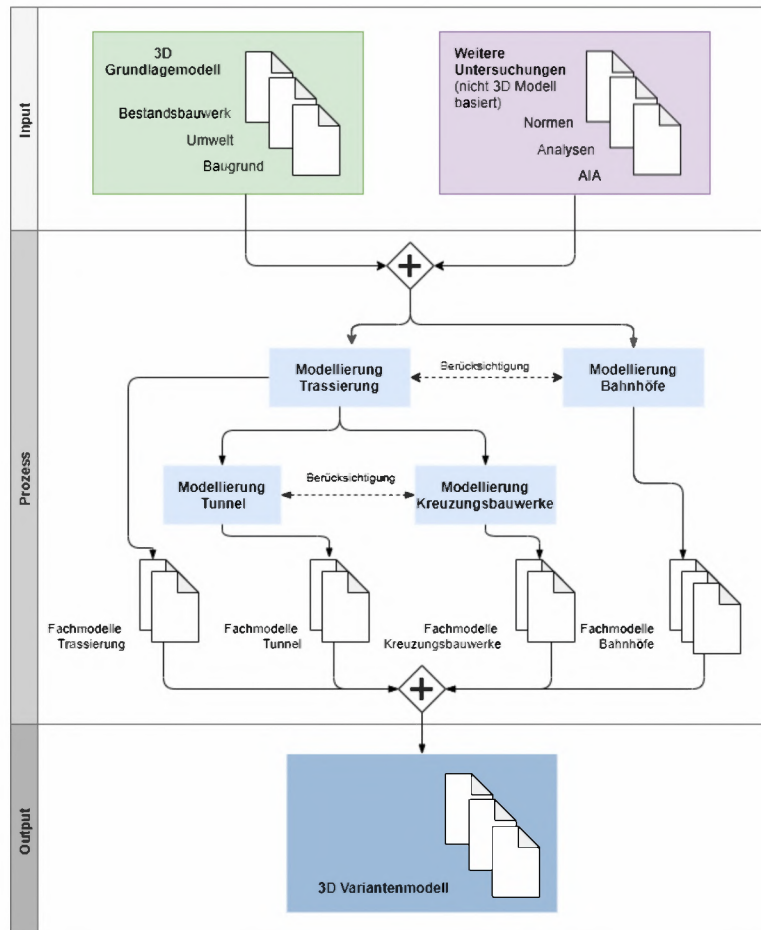 Input
3D
Grundlagemodell
Bestandsbauwerk
Umwelt
Baugrund
Weitere
Untersuchungen
(nicht 3D Modell
basiert)
Normen
Analysen
AIA
Prozess
Modellierung
Trassierung
Berücksichtigung
Modellierung
Bahnhöfe
Modellierung
Tunnel
Berücksichtigung
Modellierung
Kreuzungsbauwerke
Fachmodelle
Trassierung
Fachmodelle
Tunnel
Fachmodelle
Kreuzungsbauwerke
Fachmodelle
Bahnhöfe
Output
3D Variantenmodell